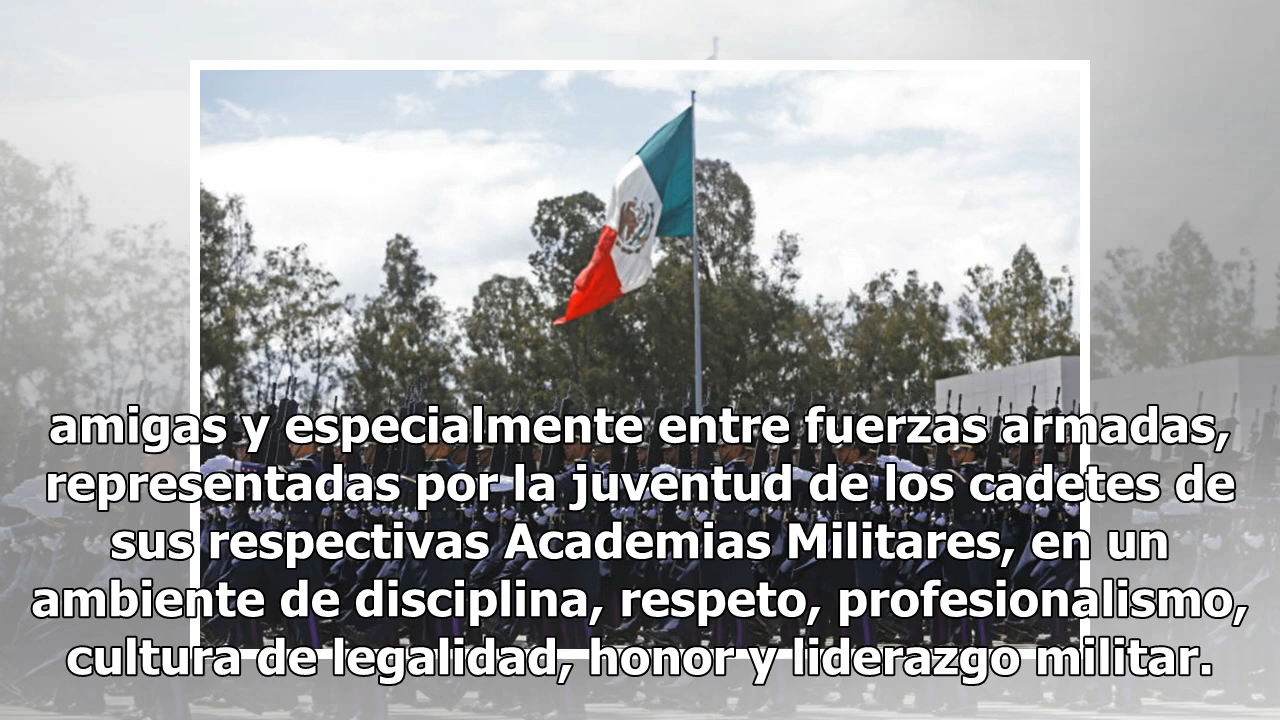 amigas y especialmente entre fuerzas armadas,
representadas por la juventud de los cadetes de
sus respectivas Academias Militares, en un
ambiente de disciplina, respeto, profesionalismo,
cultura de legalidad, honor y liderazgo militar.